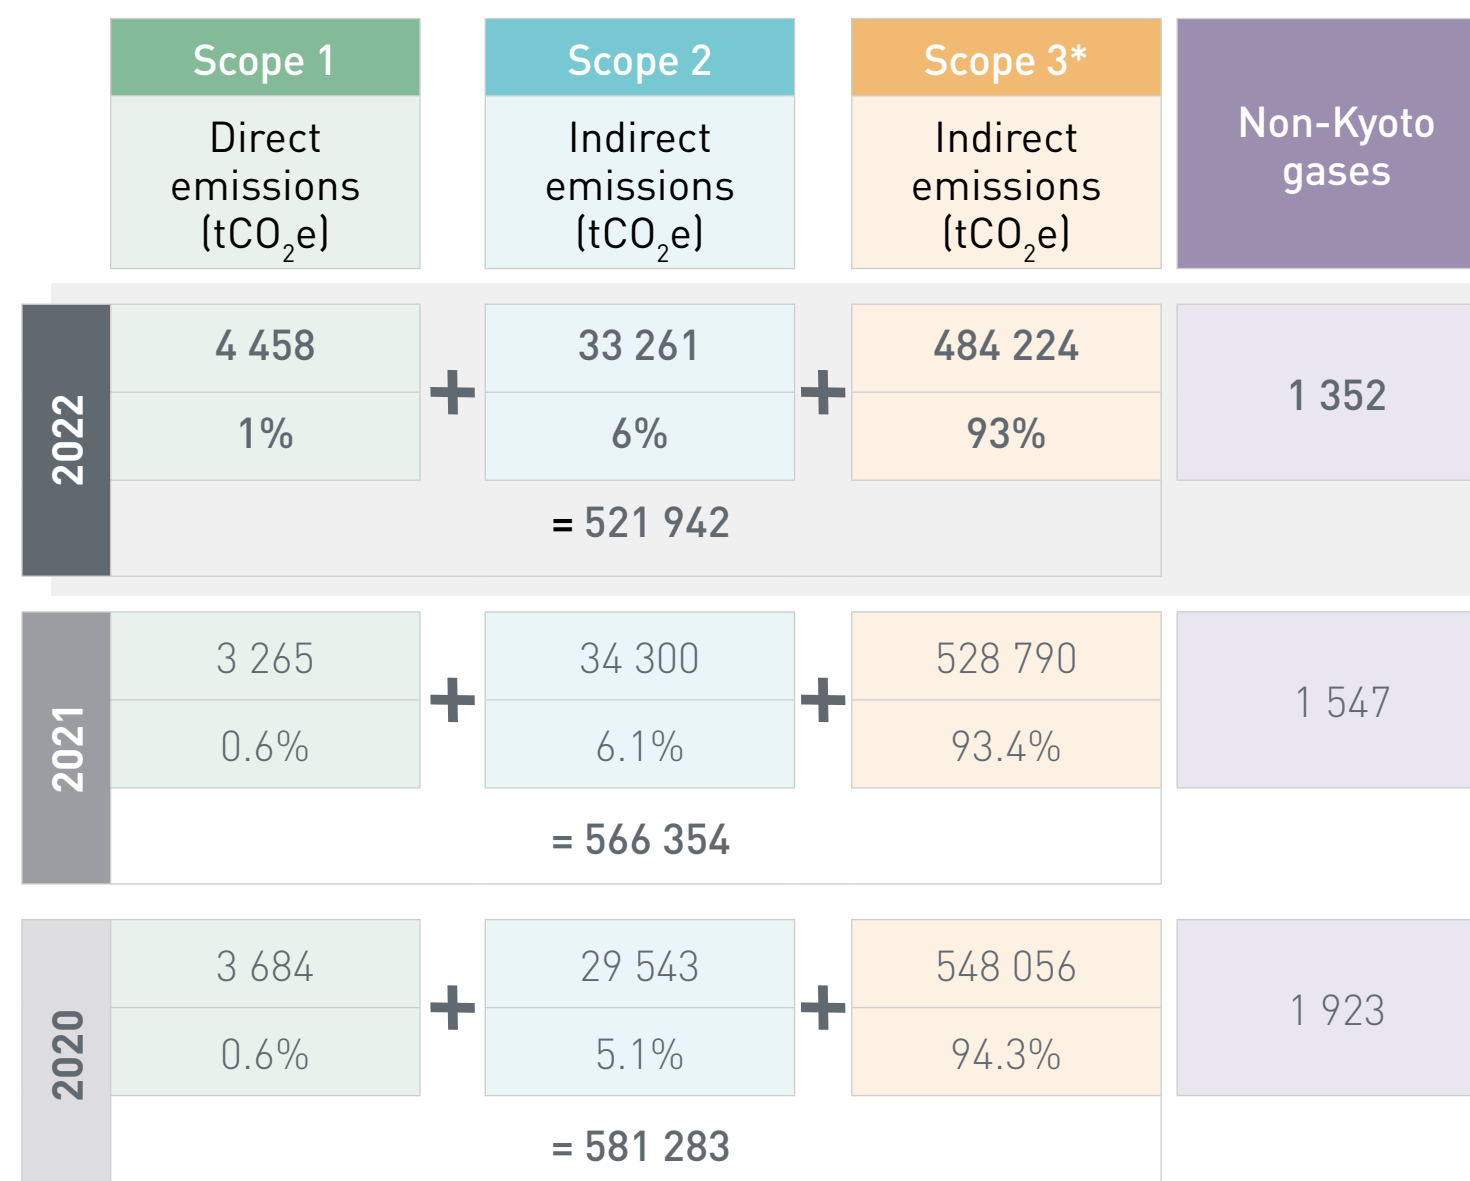 Scope 1
Scope 2
Scope 3*
Non-Kyoto
gases
Direct
emissions
(tCO₂e)
Indirect
emissions
(tCO₂e)
Indirect
emissions
(tCO₂e)
2022
4 458
+
33 261
+
484 224
1 352
1%
6%
93%
= 521 942
2021
3 265
+
34 300
+
528 790
1 547
0.6%
6.1%
93.4%
= 566 354
2020
3 684
+
29 543
+
548 056
1 923
0.6%
5.1%
94.3%
= 581 283